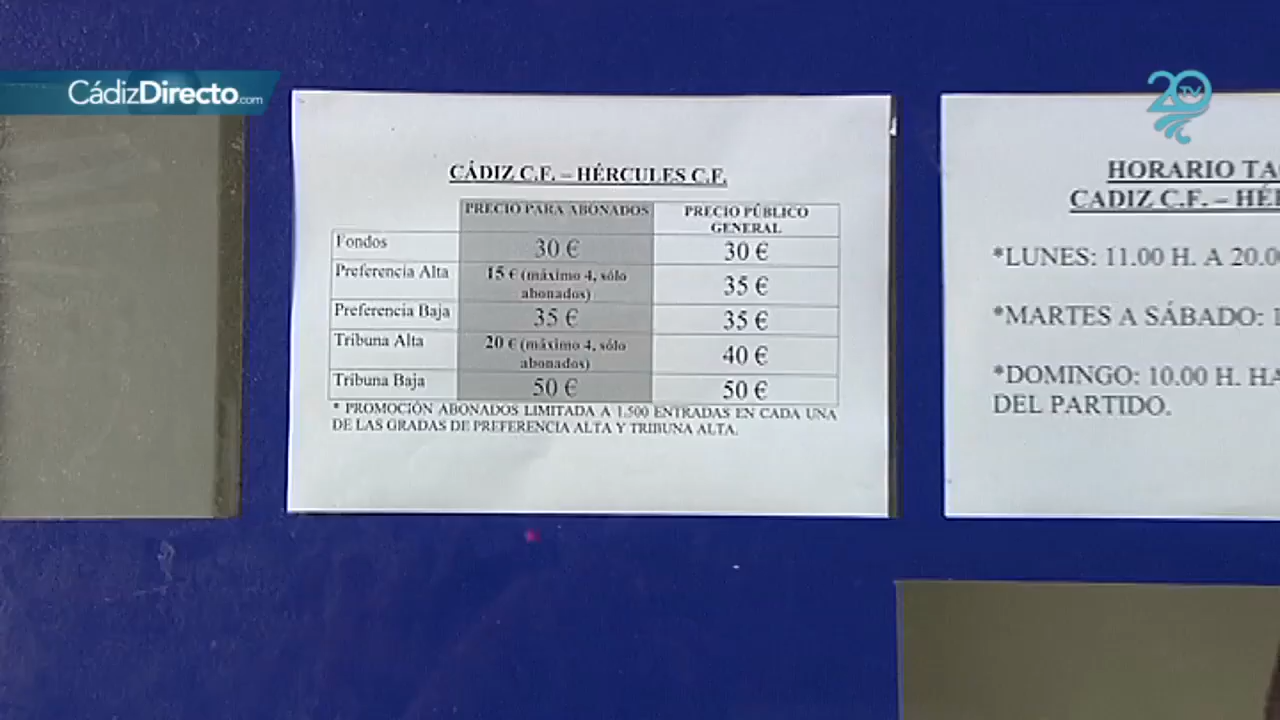 CádizDirecto.com
20TV
CÁDIZ C.F. – HÉRCULES C.F.
PRECIO PARA ABONADOS
PRECIO PÚBLICO
GENERAL
Fondos 30 € 30 €
Preferencia Alta 15 € (máximo 4, sólo
abonados) 35 €
Preferencia Baja 35 € 35 €
Tribuna Alta 20 € (máximo 4, sólo
abonados) 40 €
Tribuna Baja 50 € 50 €
* PROMOCIÓN ABONADOS LIMITADA A 1.500 ENTRADAS EN CADA UNA
DE LAS GRADAS DE PREFERENCIA ALTA Y TRIBUNA ALTA.
HORARIO
CADIZ C.F. –
*LUNES: 11.00 H. A
*MARTES A SÁBADO:
*DOMINGO: 10.00 H.
DEL PARTIDO.